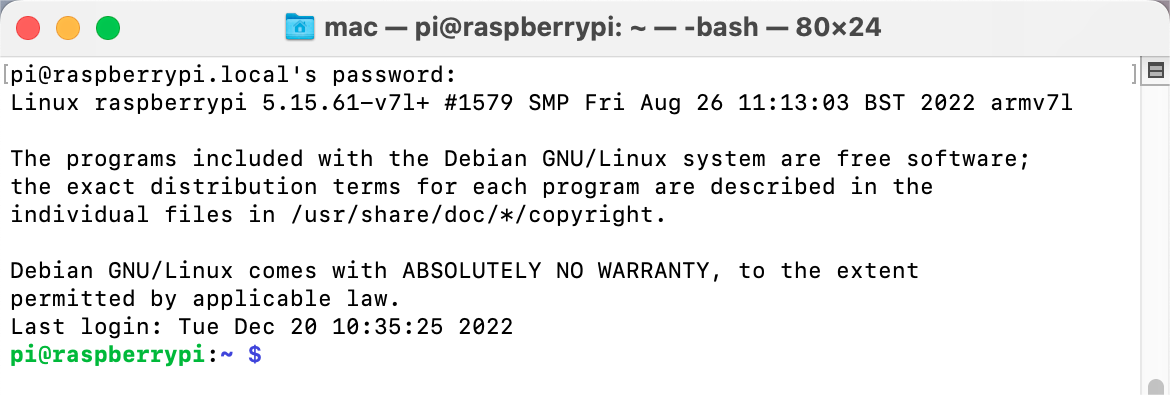 mac — pi@raspberrypi: ~ — -bash — 80×24
[pi@raspberrypi.local's password: ]
Linux raspberrypi 5.15.61-v7l+ #1579 SMP Fri Aug 26 11:13:03 BST 2022 armv7l
The programs included with the Debian GNU/Linux system are free software;
the exact distribution terms for each program are described in the
individual files in /usr/share/doc/*/copyright.
Debian GNU/Linux comes with ABSOLUTELY NO WARRANTY, to the extent
permitted by applicable law.
Last login: Tue Dec 20 10:35:25 2022
pi@raspberrypi:~ $